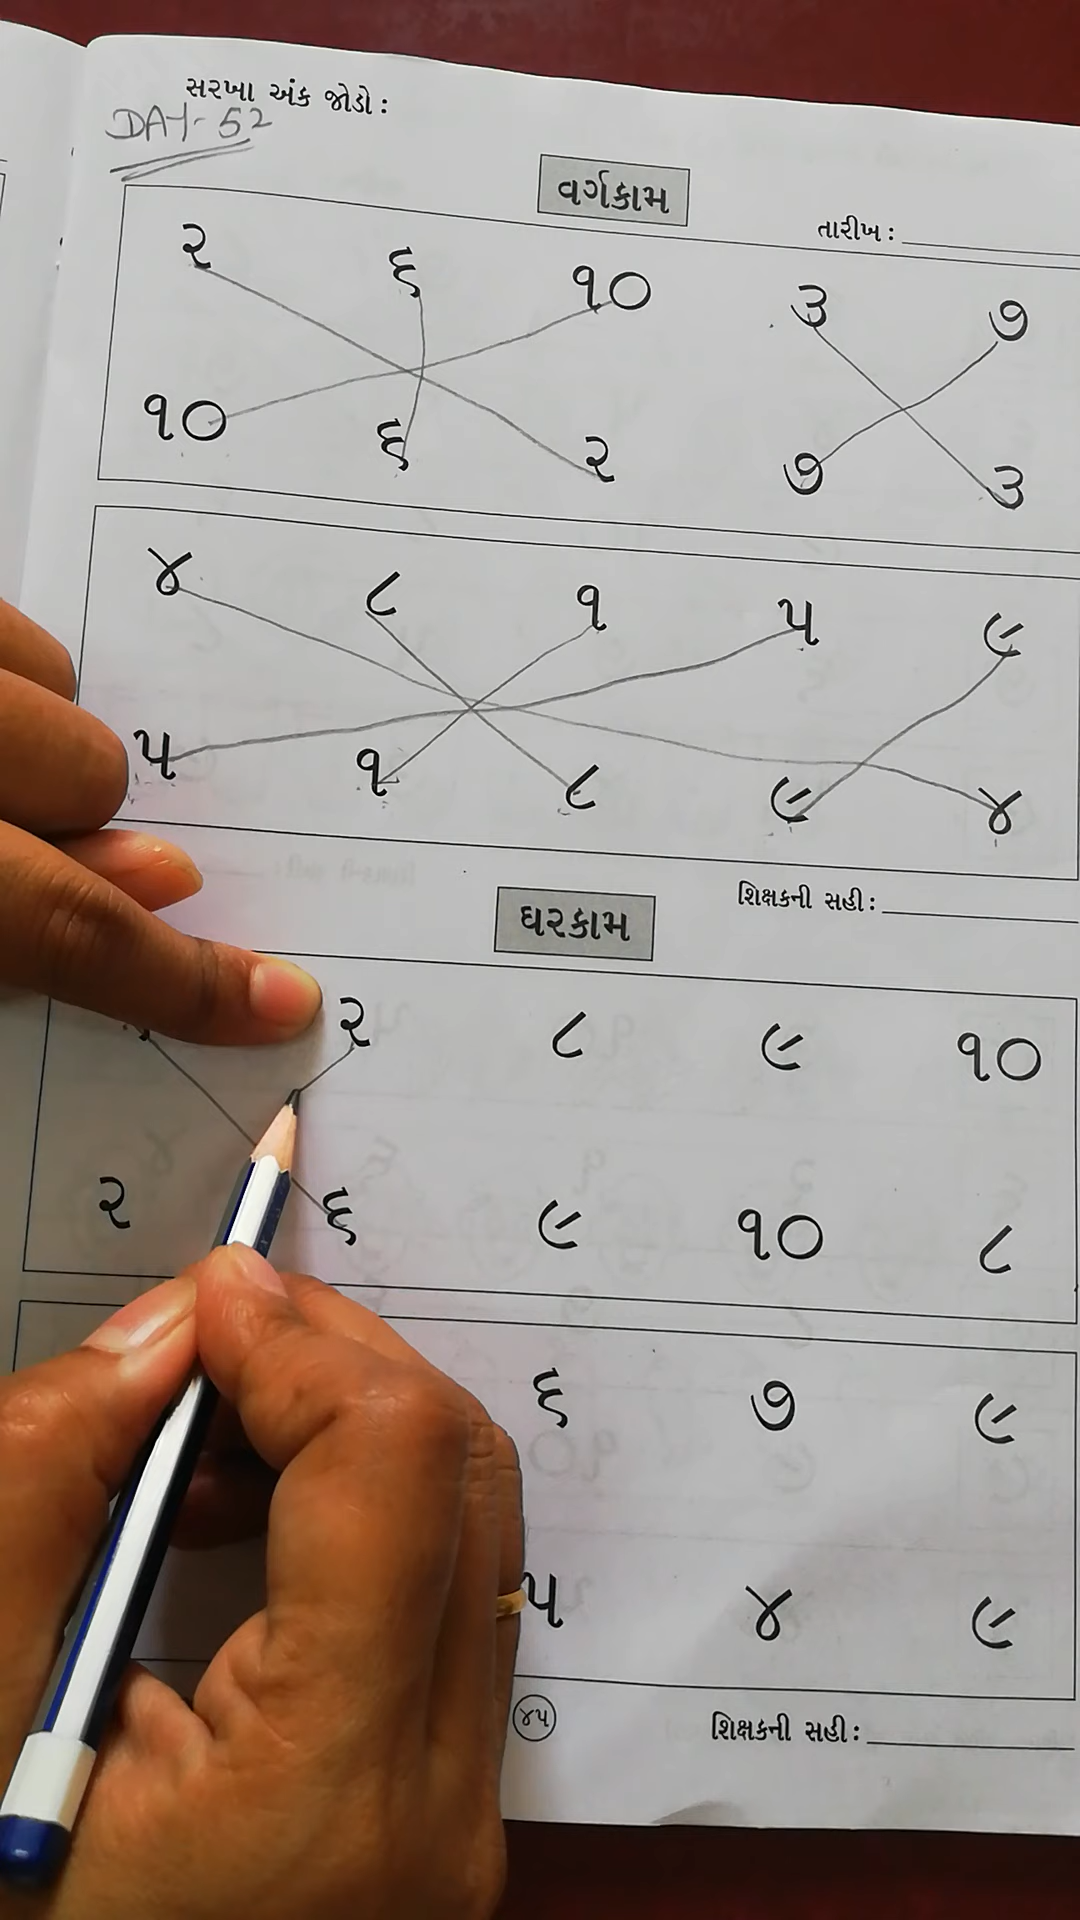 સરખા અંક જોડો :
DAY-52
વર્ગકામ
તારીખ :
૨ ૬ ૧૦ ૩ ૭
૧૦ ૬ ૨ ૭ ૩
૪ ૮ ૧ ૫ ૯
૫ ૧ ૮ ૯ ૪
શિક્ષકની સહી :
ઘરકામ
૨ ૮ ૯ ૧૦
૨ ૬ ૯ ૧૦ ૮
૬ ૭ ૯
૫ ૪ ૯
૪૫
શિક્ષકની સહી :